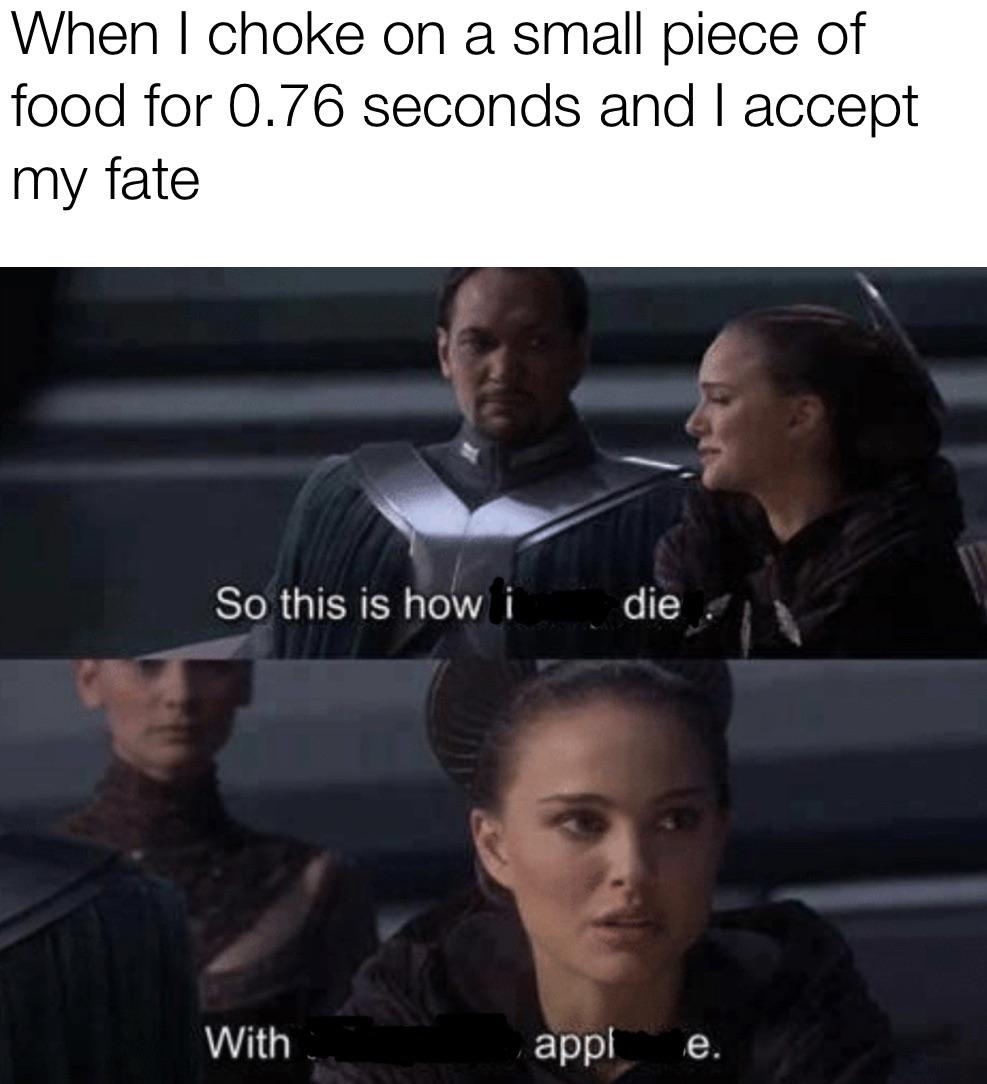 When I choke on a small piece of
food for 0.76 seconds and I accept
my fate
So this is how i die .
With appl e.